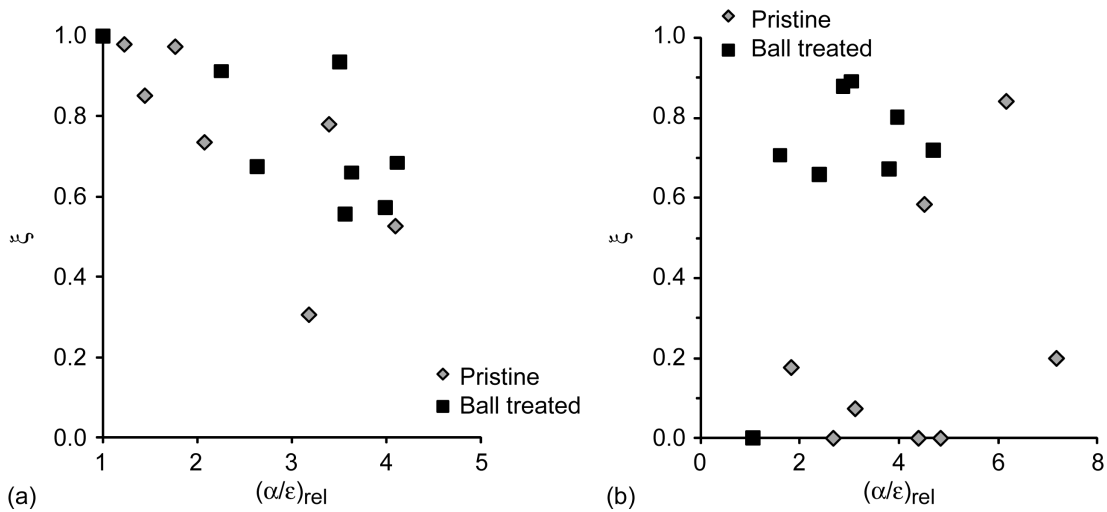 1.0
0.8
0.6
0.4
0.2
0.0
ξ
1 2 3 4 5
(α/ε)rel
Pristine
Ball treated
(a)
Pristine
Ball treated
1.0
0.8
0.6
0.4
0.2
0.0
ξ
0 2 4 6 8
(α/ε)rel
(b)